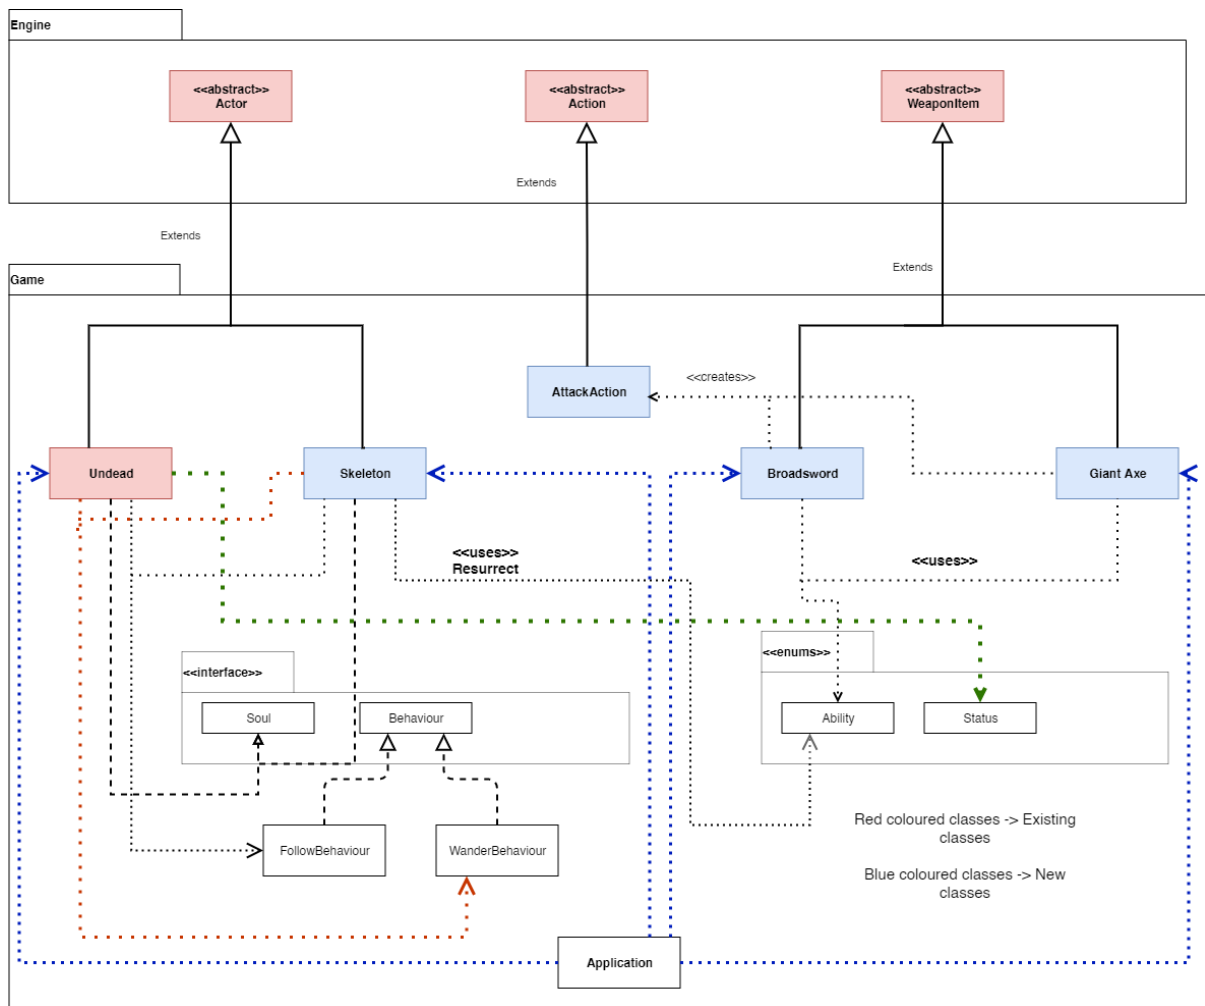 Engine
<<abstract>>
Actor
<<abstract>>
Action
<<abstract>>
WeaponItem
Extends
Extends
Extends
Game
AttackAction
<<creates>>
Undead
Skeleton
Broadsword
Giant Axe
<<uses>>
Resurrect
<<uses>>
<<interface>>
<<enums>>
Soul
Behaviour
Ability
Status
FollowBehaviour
WanderBehaviour
Red coloured classes -> Existing
classes
Blue coloured classes -> New
classes
Application